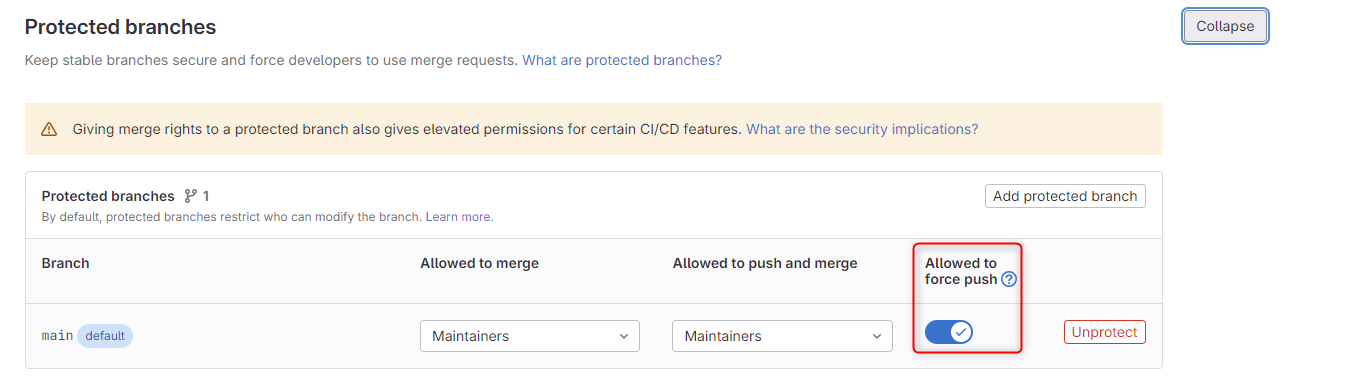 Protected branches
Collapse
Keep stable branches secure and force developers to use merge requests. What are protected branches?
Giving merge rights to a protected branch also gives elevated permissions for certain CI/CD features. What are the security implications?
Protected branches 1
Add protected branch
By default, protected branches restrict who can modify the branch. Learn more.
Branch
Allowed to merge
Allowed to push and merge
Allowed to
force push ?
main default
Maintainers
Maintainers
Unprotect